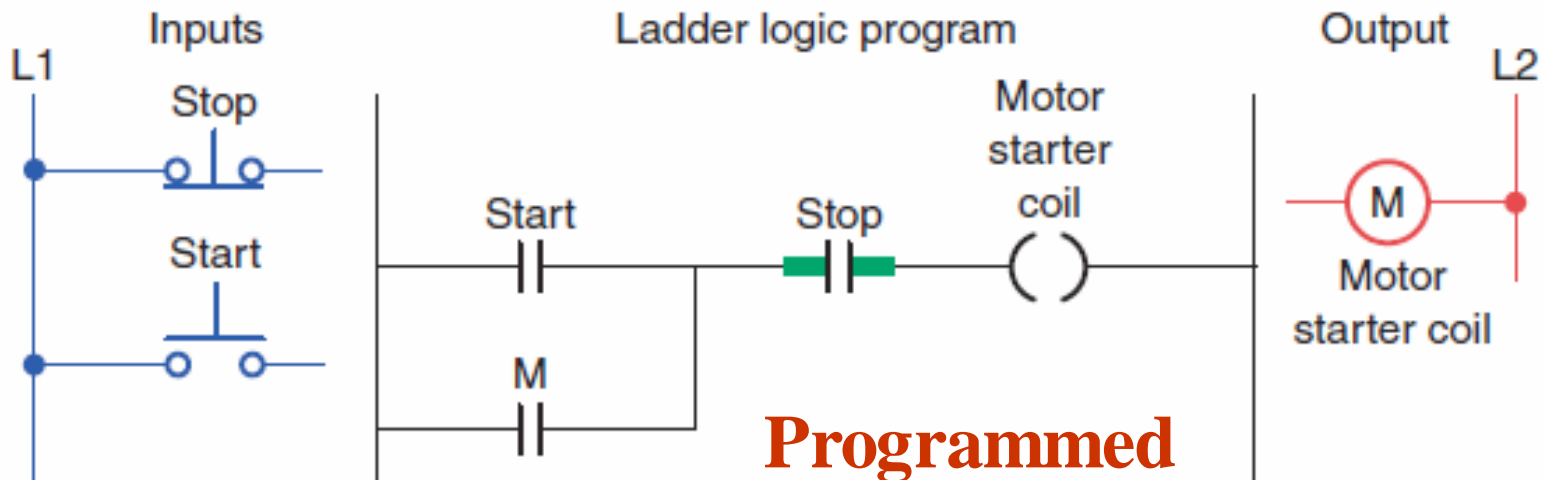 Inputs
Ladder logic program
Output
L1
L2
Stop
Motor
starter
coil
Start
Stop
Start
M
M
Motor
starter coil
Programmed